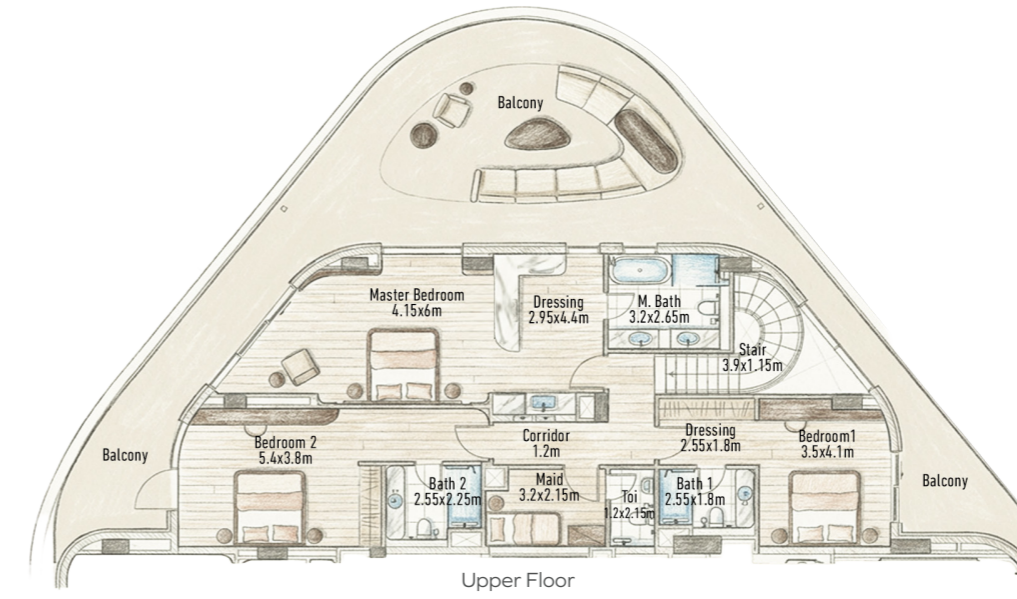 Balcony
Master Bedroom
4.15x6m
Dressing
2.95x4.4m
M. Bath
3.2x2.65m
Stair
3.9x1.15m
Balcony
Bedroom 2
5.4x3.8m
Corridor
1.2m
Dressing
2.55x1.8m
Bedroom1
3.5x4.1m
Balcony
Bath 2
2.55x2.25m
Maid
3.2x2.15m
Toi
1.2x2.15m
Bath 1
2.55x1.8m
Upper Floor